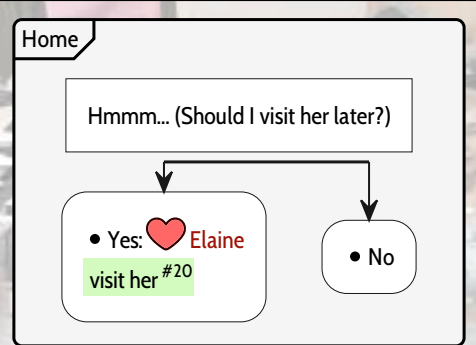 Home
Hmmm... (Should I visit her later?)
• Yes: Elaine
visit her #20
• No